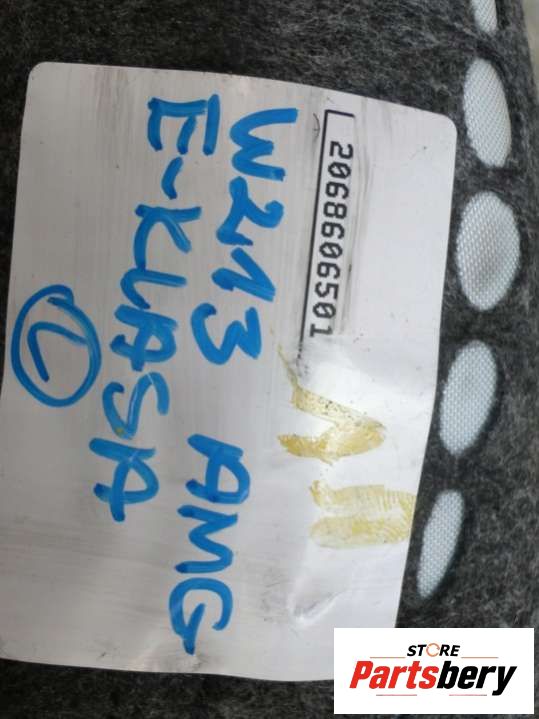 2068606501
W213 AMG
E-KLASA
L
STORE
Partsbery